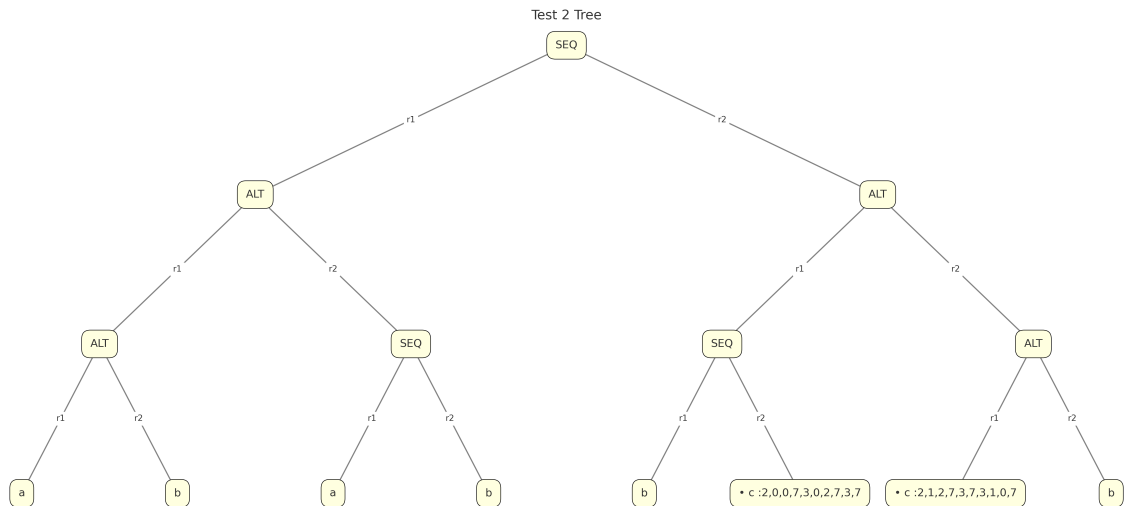 Test 2 Tree
SEQ
r1 r2
ALT ALT
r1 r2 r1 r2
ALT SEQ SEQ ALT
r1 r2 r1 r2 r1 r2 r1 r2
a b a b b • c :2,0,0,7,3,0,2,7,3,7 • c :2,1,2,7,3,7,3,1,0,7 b